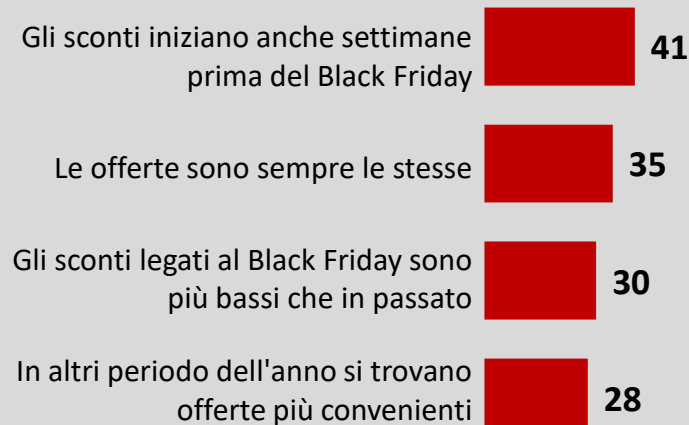 Gli sconti iniziano anche settimane
prima del Black Friday
41
Le offerte sono sempre le stesse
35
Gli sconti legati al Black Friday sono
più bassi che in passato
30
In altri periodo dell'anno si trovano
offerte più convenienti
28